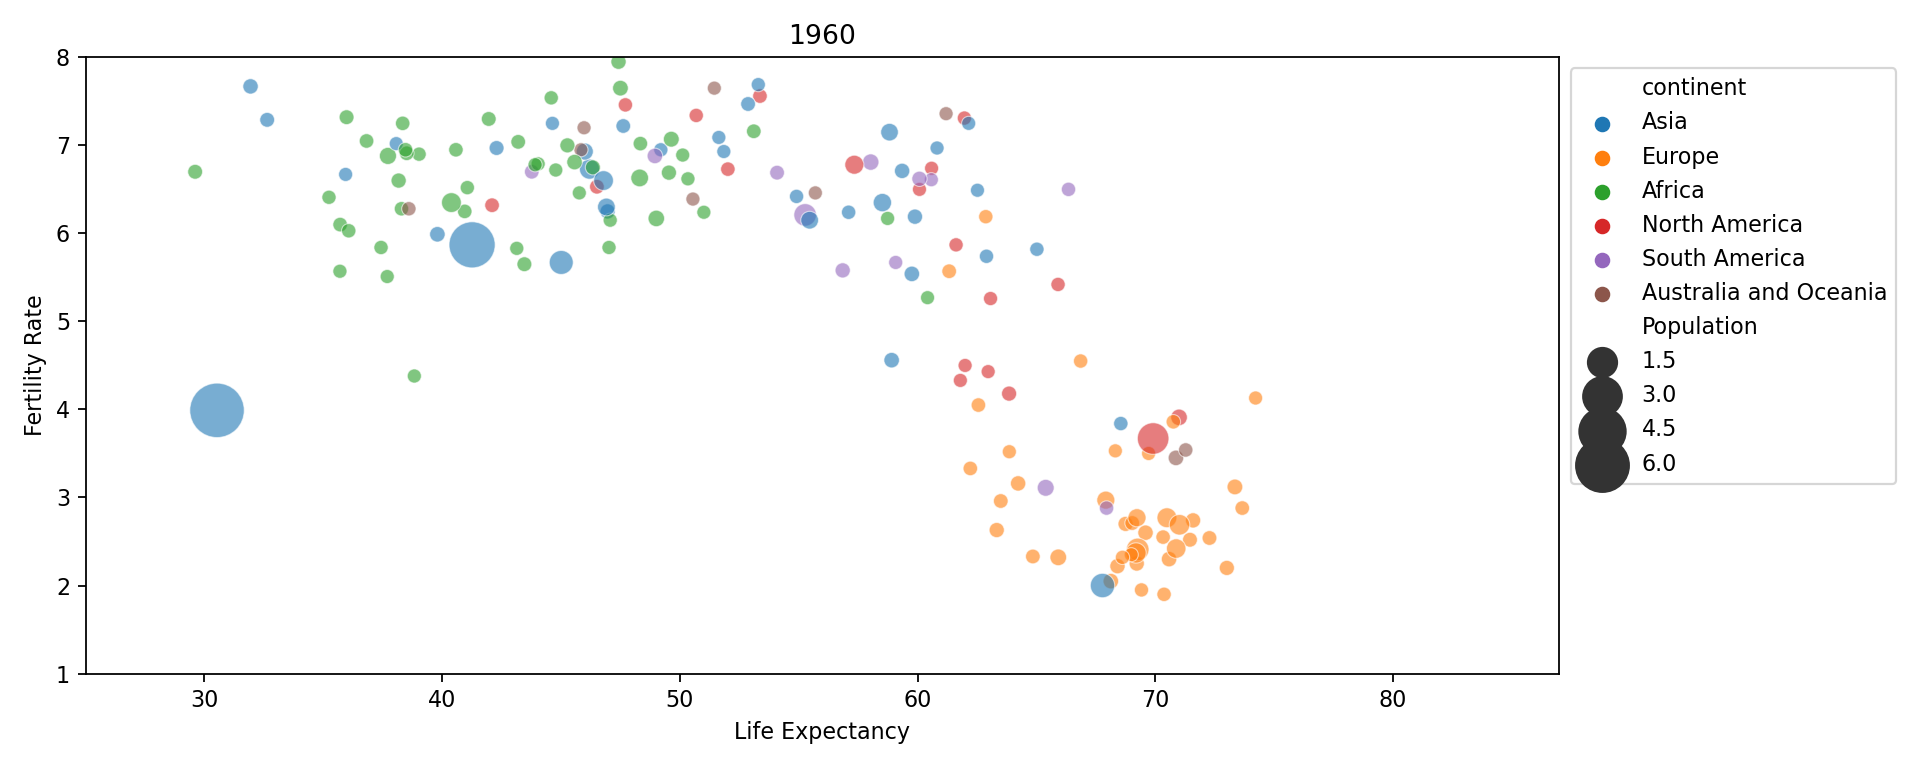 1960
8
7
6
5
4
3
2
1
Fertility Rate
30 40 50 60 70 80
Life Expectancy
continent
Asia
Europe
Africa
North America
South America
Australia and Oceania
Population
1.5
3.0
4.5
6.0